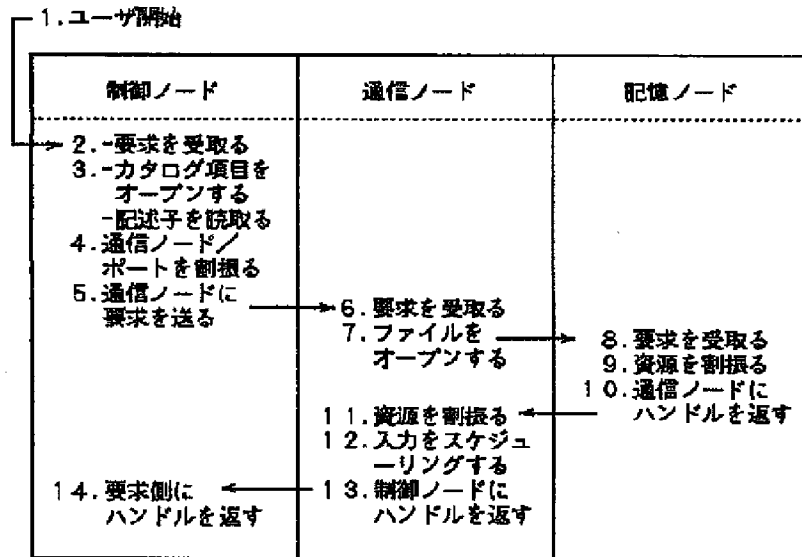 1.ユーザ開始
制御ノード 通信ノード 記憶ノード
2.-要求を受取る
3.-カタログ項目を
オープンする
-記述子を読取る
4.通信ノード/
ポートを割振る
5.通信ノードに
要求を送る
6.要求を受取る
7.ファイルを
オープンする
8.要求を受取る
9.資源を割振る
10.通信ノードに
ハンドルを返す
11.資源を割振る
12.入力をスケジュ
ーリングする
13.制御ノードに
ハンドルを返す
14.要求側に
ハンドルを返す